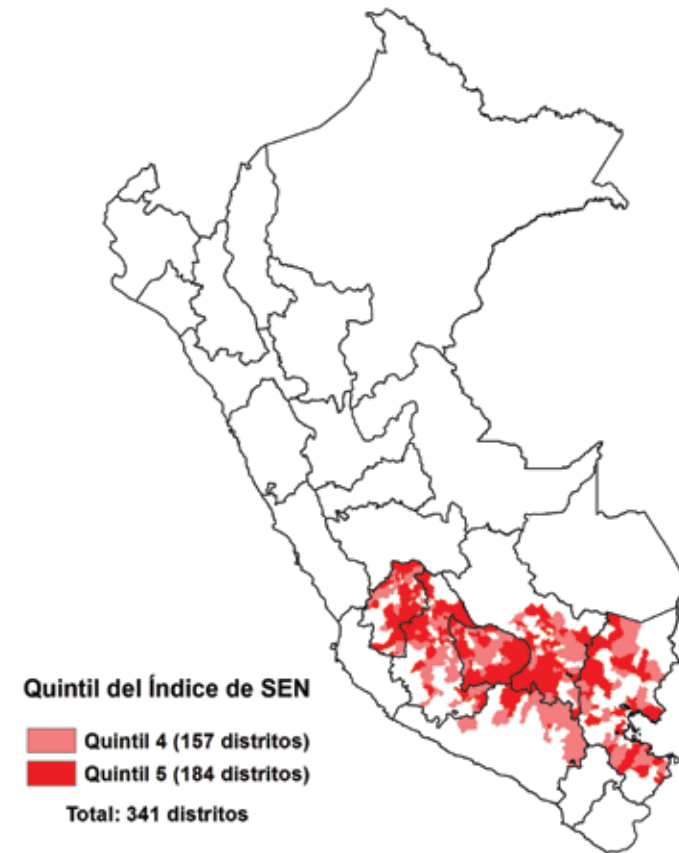 Quintil del Índice de SEN
Quintil 4 (157 distritos)
Quintil 5 (184 distritos)
Total: 341 distritos